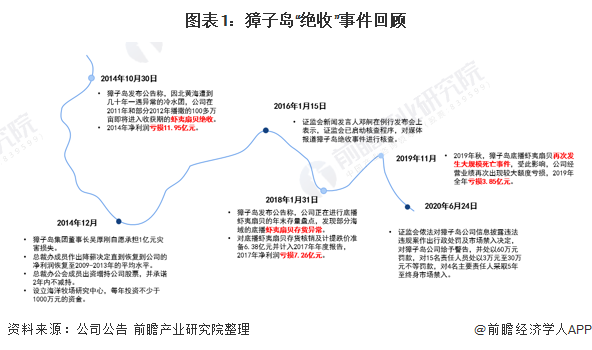 图表1：獐子岛“绝收”事件回顾
2014年10月30日
獐子岛发布公告称，因北黄海遭到
几十年一遇异常的冷水团，公司在
2011年和部分2012年播撒的100多万
亩即将进入收获期的虾夷扇贝绝收。
2014年净利润亏损11.95亿元。
2014年12月
獐子岛集团董事长吴厚刚自愿承担1亿元灾
害损失。
总裁办成员作出降薪决定直到恢复到公司的
净利润恢复至2009-2013年的平均水平。
总裁办公会成员出资增持公司股票，并承诺
2年内不减持。
设立海洋牧场研究中心，每年投资不少于
1000万元的资金。
2016年1月15日
证监会新闻发言人邓舸在例行发布会上
表示，证监会已启动核查程序，对媒体
报道獐子岛绝收事件进行核查。
2018年1月31日
獐子岛发布公告称，公司正在进行底播
虾夷扇贝的年末存量盘点，发现部分海
域的底播虾夷扇贝存货异常。
对底播虾夷扇贝存货核销及计提跌价准
备6.38亿元并计入2017年年度报告，
2017年净利润亏损7.26亿元。
2019年11月
2019年秋，獐子岛底播虾夷扇贝再次发
生大规模死亡事件，受此影响，公司经
营业绩再次出现较大额度亏损，2019年
全年亏损3.85亿元。
2020年6月24日
证监会依法对獐子岛公司信息披露违法
违规案作出行政处罚及市场禁入决定，
对獐子岛公司给予警告，并处以60万元
罚款，对15名责任人员处以3万元至30万
元不等罚款，对4名主要责任人采取5年
至终身市场禁入。
资料来源：公司公告 前瞻产业研究院整理
@前瞻经济学人APP